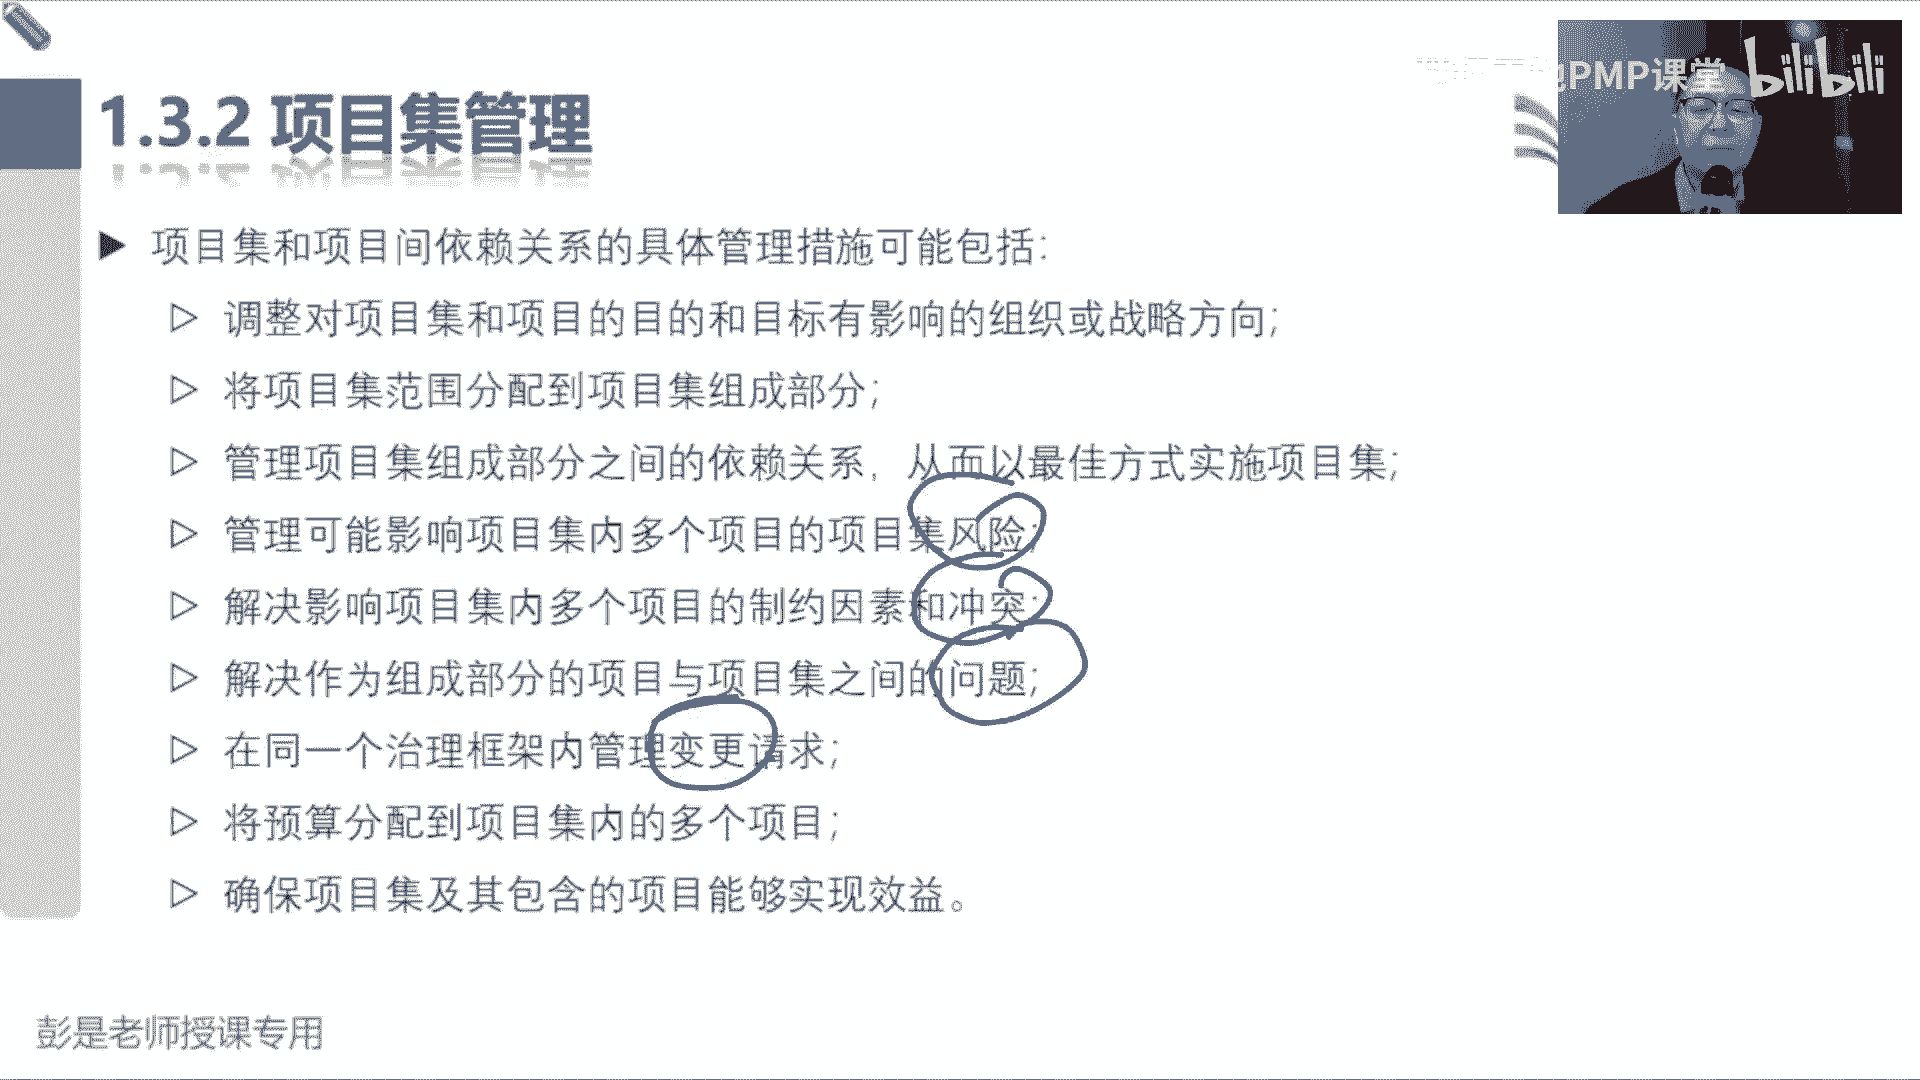 PMP课堂 bilibili
1.3.2 项目集管理
项目集和项目间依赖关系的具体管理措施可能包括：
调整对项目集和项目的目的和目标有影响的组织或战略方向；
将项目集范围分配到项目集组成部分；
管理项目集组成部分之间的依赖关系，从而以最佳方式实施项目集；
管理可能影响项目集内多个项目的项目集风险；
解决影响项目集内多个项目的制约因素和冲突；
解决作为组成部分的项目与项目集之间的问题；
在同一个治理框架内管理变更请求；
将预算分配到项目集内的多个项目；
确保项目集及其包含的项目能够实现效益。
彭是老师授课专用